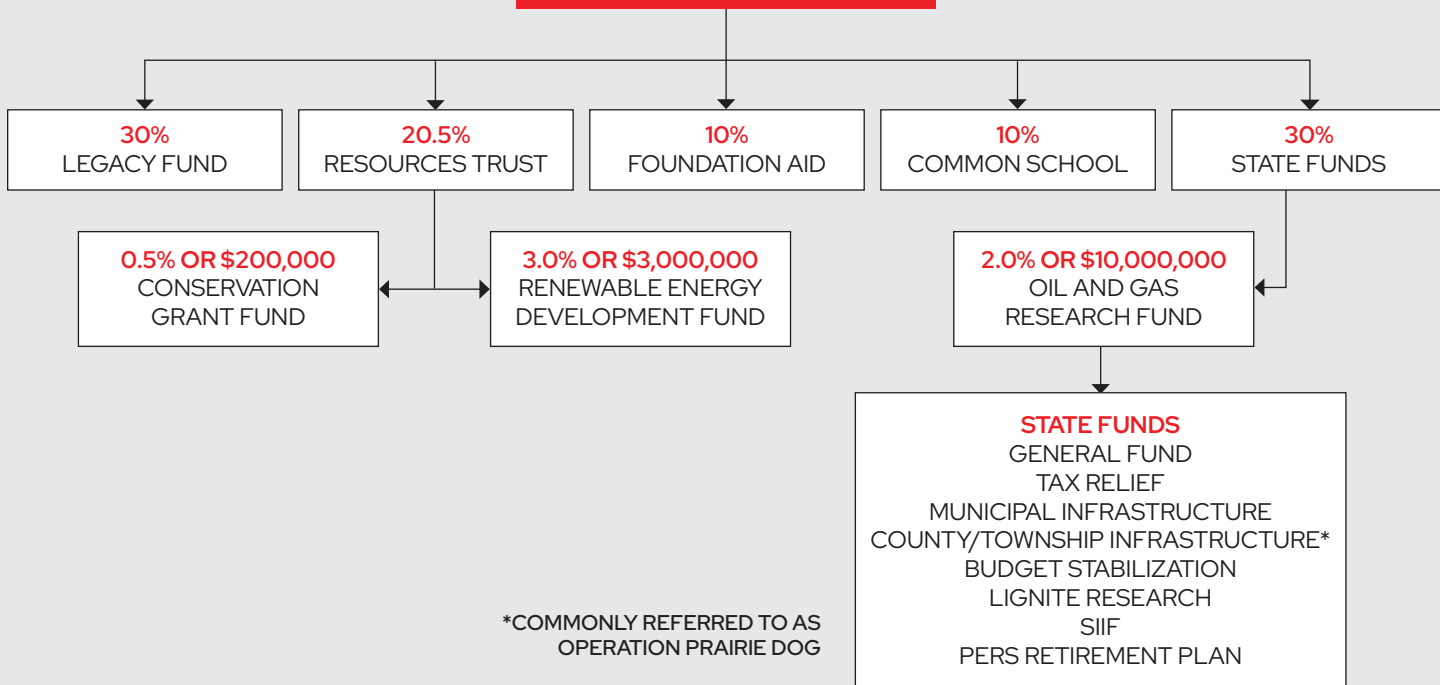 30%
LEGACY FUND
20.5%
RESOURCES TRUST
10%
FOUNDATION AID
10%
COMMON SCHOOL
30%
STATE FUNDS
0.5% OR $200,000
CONSERVATION
GRANT FUND
3.0% OR $3,000,000
RENEWABLE ENERGY
DEVELOPMENT FUND
2.0% OR $10,000,000
OIL AND GAS
RESEARCH FUND
STATE FUNDS
GENERAL FUND
TAX RELIEF
MUNICIPAL INFRASTRUCTURE
COUNTY/TOWNSHIP INFRASTRUCTURE*
BUDGET STABILIZATION
LIGNITE RESEARCH
SIIF
PERS RETIREMENT PLAN
*COMMONLY REFERRED TO AS
OPERATION PRAIRIE DOG